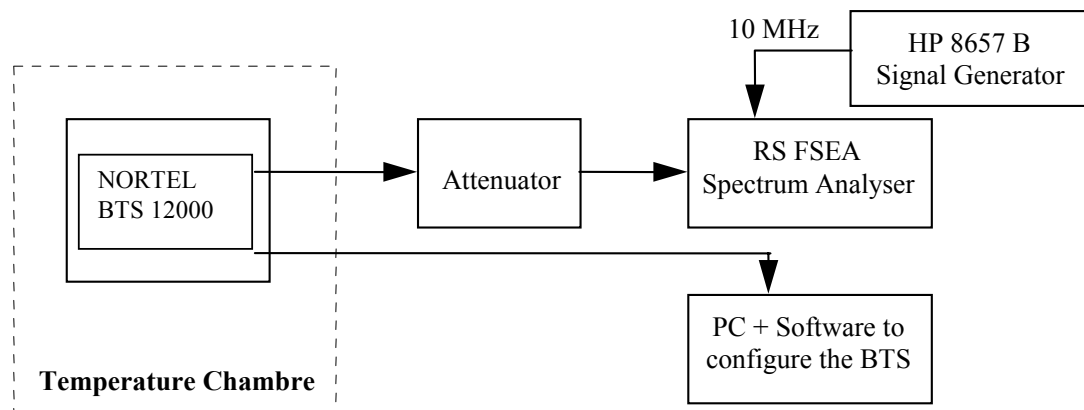 10 MHz
HP 8657 B
Signal Generator
NORTEL
BTS 12000
Attenuator
RS FSEA
Spectrum Analyser
PC + Software to
configure the BTS
Temperature Chambre